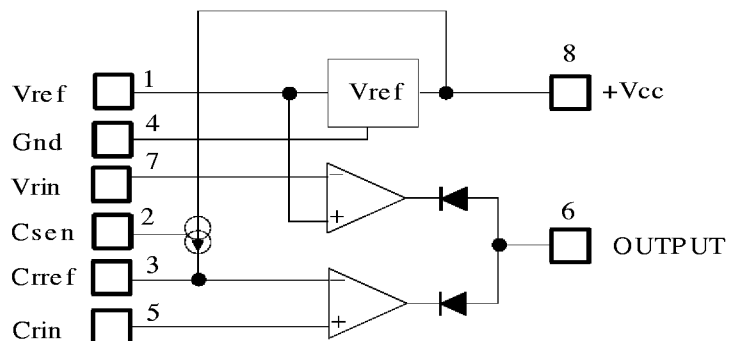 8
Vref 1 Vref +Vcc
Gnd 4
Vrin 7 −
Csen 2 + 6
OUTPUT
Crref 3 −
Crin 5 +